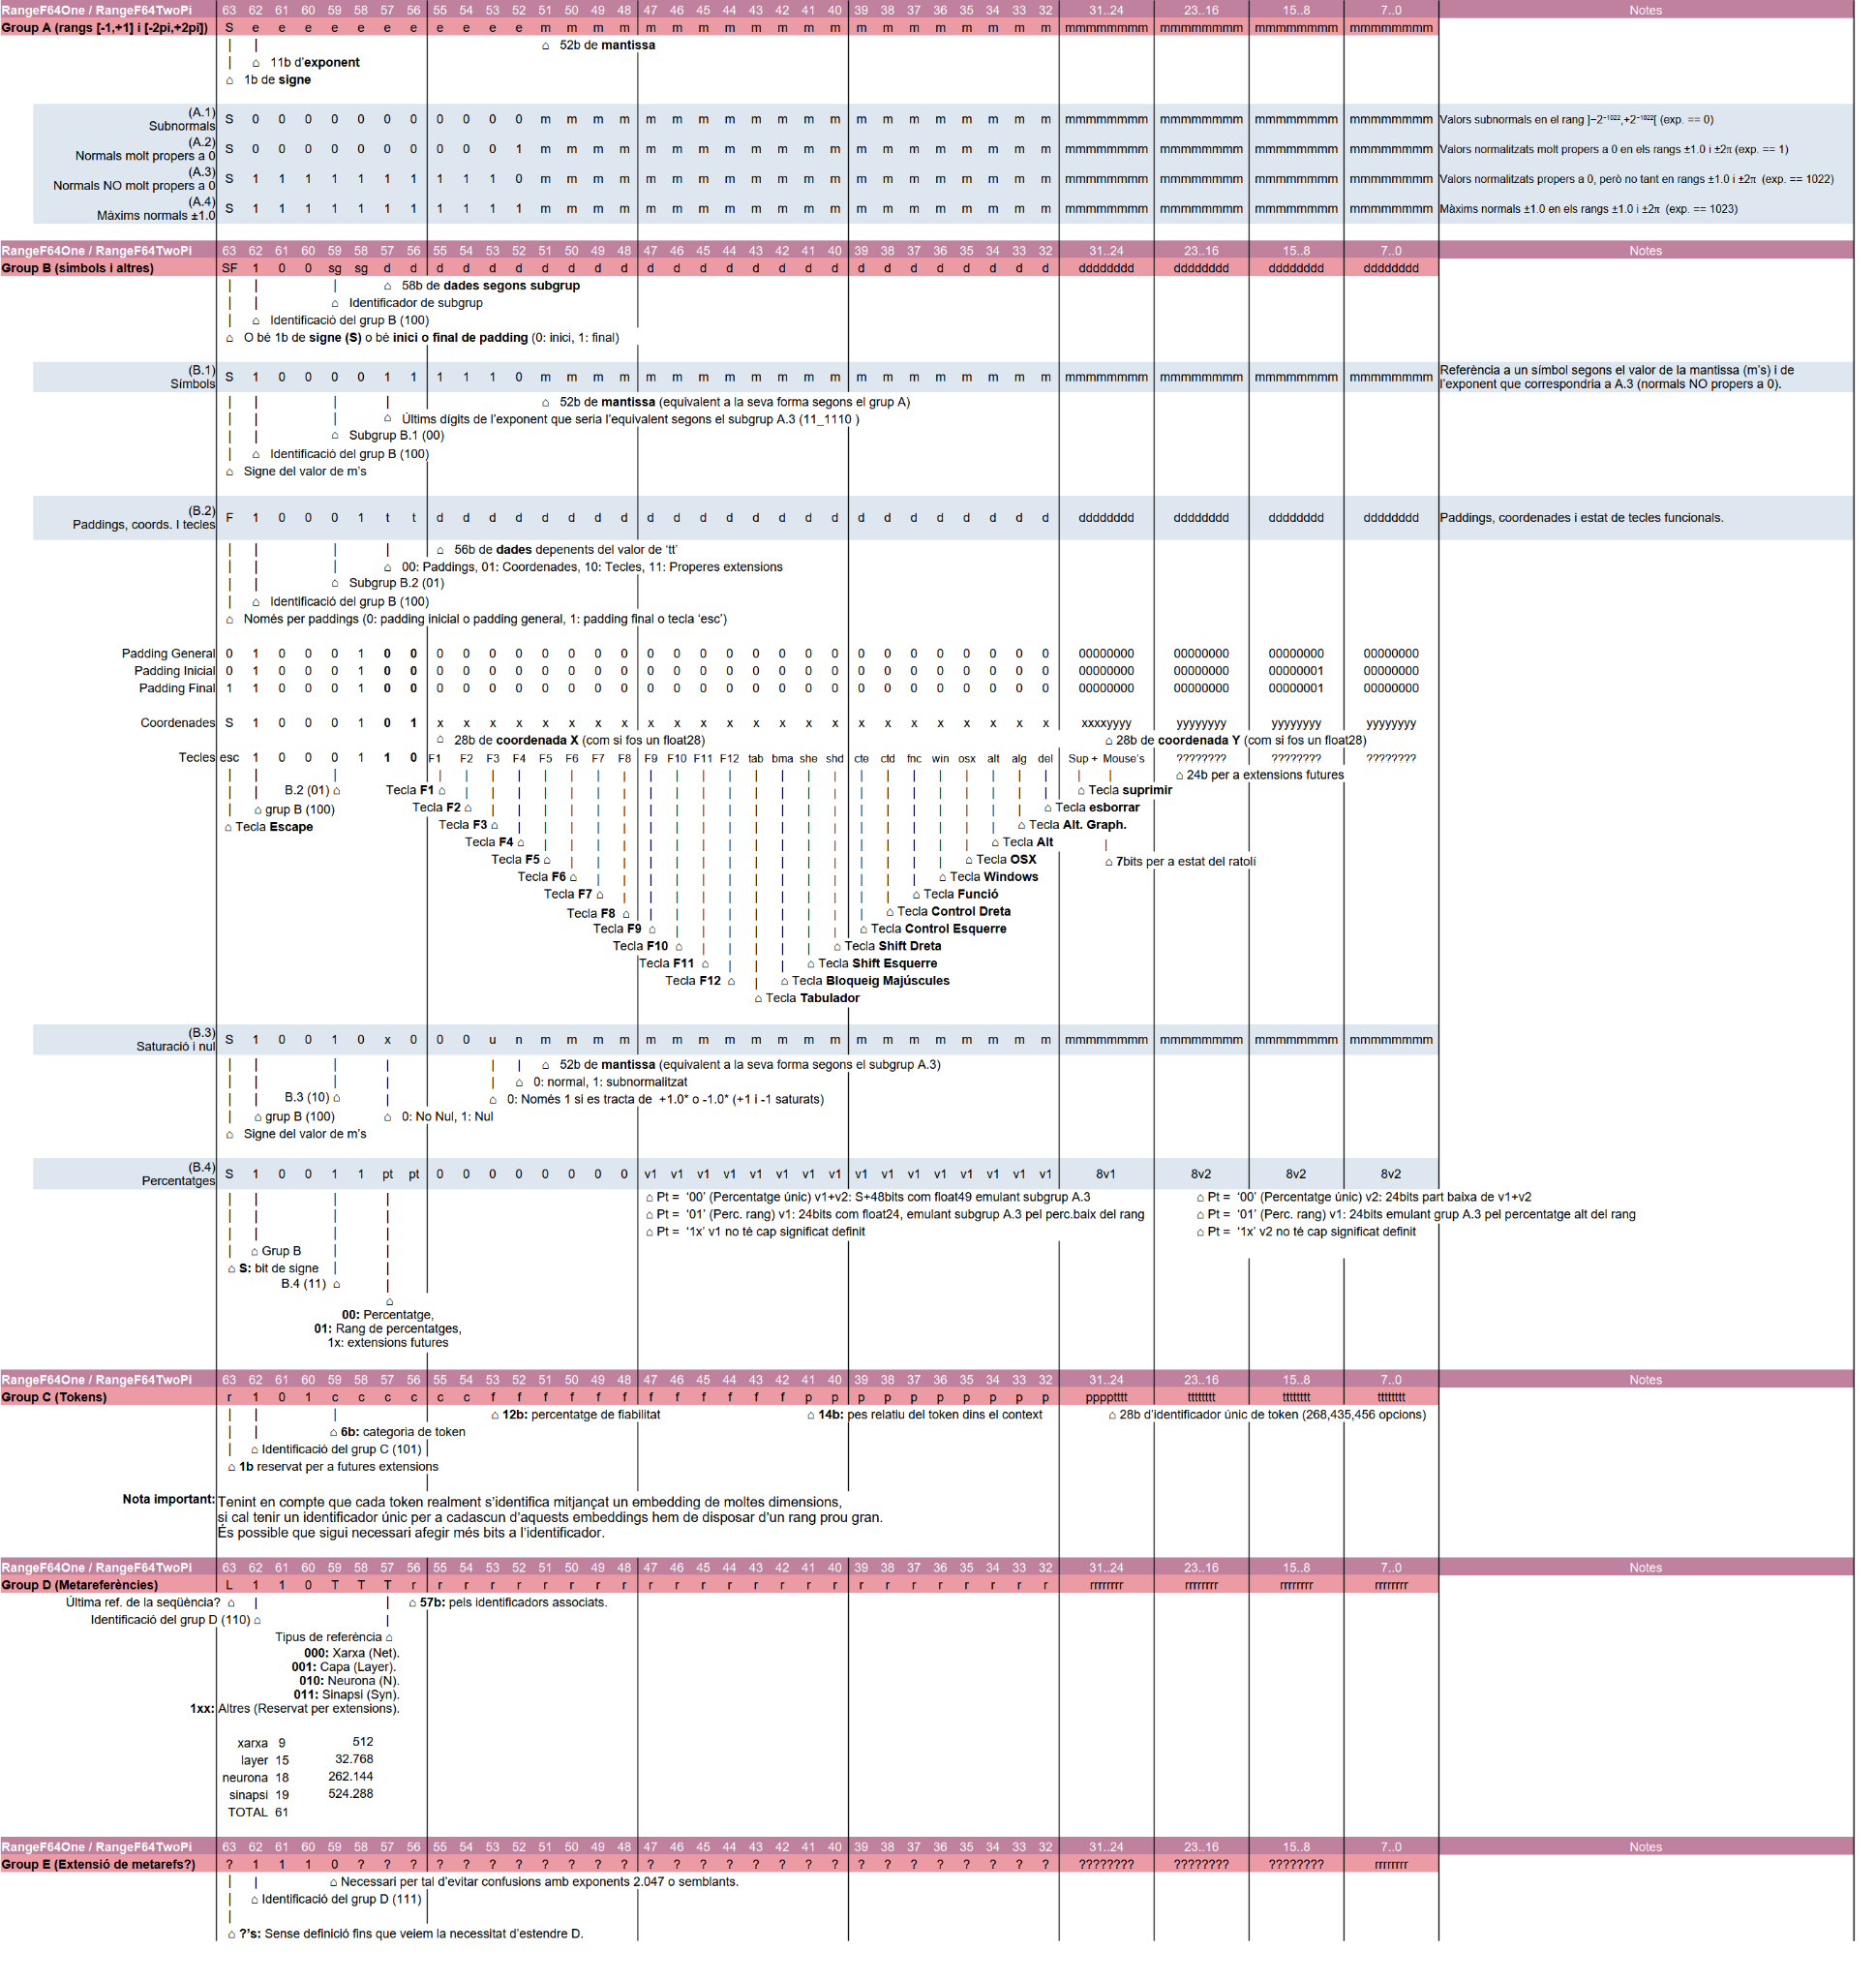 RangeF64One / RangeF64TwoPi 63 62 61 60 59 58 57 56 55 54 53 52 51 50 49 48 47 46 45 44 43 42 41 40 39 38 37 36 35 34 33 32 31..24 23..16 15..8 7..0 Notes
Group A (rangs [-1,+1] i [-2pi,+2pi]) S e e e e e e e e e e e m m m m m m m m m m m m m m m m m m m m mmmmmmmm mmmmmmmm mmmmmmmm mmmmmmmm
52b de mantissa
11b d'exponent
1b de signe
(A.1)
Subnormals S 0 0 0 0 0 0 0 0 0 0 0 m m m m m m m m m m m m m m m m m m m m mmmmmmmm mmmmmmmm mmmmmmmm mmmmmmmm Valors subnormals en el rang ]−2⁻¹⁰²²,+2⁻¹⁰²²[ (exp. == 0)
(A.2)
Normals molt propers a 0 S 0 0 0 0 0 0 0 0 0 0 1 m m m m m m m m m m m m m m m m m m m m mmmmmmmm mmmmmmmm mmmmmmmm mmmmmmmm Valors normalitzats molt propers a 0 en els rangs ±1.0 i ±2π (exp. == 1)
(A.3)
Normals NO molt propers a 0 S 1 1 1 1 1 1 1 1 1 1 0 m m m m m m m m m m m m m m m m m m m m mmmmmmmm mmmmmmmm mmmmmmmm mmmmmmmm Valors normalitzats propers a 0, però no tant en rangs ±1.0 i ±2π (exp. == 1022)
(A.4)
Màxims normals ±1.0 S 1 1 1 1 1 1 1 1 1 1 1 m m m m m m m m m m m m m m m m m m m m mmmmmmmm mmmmmmmm mmmmmmmm mmmmmmmm Màxims normals ±1.0 en els rangs ±1.0 i ±2π (exp. == 1023)
RangeF64One / RangeF64TwoPi 63 62 61 60 59 58 57 56 55 54 53 52 51 50 49 48 47 46 45 44 43 42 41 40 39 38 37 36 35 34 33 32 31..24 23..16 15..8 7..0 Notes
Group B (símbols i altres) SF 1 0 0 sg sg d d d d d d d d d d d d d d d d d d d d d d d d d d dddddddd dddddddd dddddddd dddddddd
58b de dades segons subgrup
Identificador de subgrup
Identificació del grup B (100)
O bé 1b de signe (S) o bé inici o final de padding (0: inici, 1: final)
(B.1)
Símbols S 1 0 0 0 0 1 1 1 1 1 0 m m m m m m m m m m m m m m m m m m m m mmmmmmmm mmmmmmmm mmmmmmmm mmmmmmmm Referència a un símbol segons el valor de la mantissa (m's) i de
l'exponent que correspondria a A.3 (normals NO propers a 0).
52b de mantissa (equivalent a la seva forma segons el grup A)
Últims dígits de l'exponent que seria l'equivalent segons el subgrup A.3 (11_1110 )
Subgrup B.1 (00)
Identificació del grup B (100)
Signe del valor de m's
(B.2)
Paddings, coords. I tecles F 1 0 0 0 1 t t d d d d d d d d d d d d d d d d d d d d d d d d dddddddd dddddddd dddddddd dddddddd Paddings, coordenades i estat de tecles funcionals.
56b de dades depenents del valor de 'tt'
00: Paddings, 01: Coordenades, 10: Tecles, 11: Properes extensions
Subgrup B.2 (01)
Identificació del grup B (100)
Només per paddings (0: padding inicial o padding general, 1: padding final o tecla 'esc')
Padding General 0 1 0 0 0 1 0 0 0 0 0 0 0 0 0 0 0 0 0 0 0 0 0 0 0 0 0 0 0 0 0 0 00000000 00000000 00000000 00000000
Padding Inicial 0 1 0 0 0 1 0 0 0 0 0 0 0 0 0 0 0 0 0 0 0 0 0 0 0 0 0 0 0 0 0 0 00000000 00000000 00000001 00000000
Padding Final 1 1 0 0 0 1 0 0 0 0 0 0 0 0 0 0 0 0 0 0 0 0 0 0 0 0 0 0 0 0 0 0 00000000 00000000 00000001 00000000
Coordenades S 1 0 0 0 1 0 1 x x x x x x x x x x x x x x x x x x x x x x x x xxxxyyyy yyyyyyyy yyyyyyyy yyyyyyyy
28b de coordenada X (com si fos un float28) 28b de coordenada Y (com si fos un float28)
Tecles esc 1 0 0 0 1 1 0 F1 F2 F3 F4 F5 F6 F7 F8 F9 F10 F11 F12 tab bma she shd cte ctd fnc win osx alt alg del Sup + Mouse's ???????? ???????? ????????
24b per a extensions futures
B.2 (01) Tecla F1 Tecla suprimir
grup B (100) Tecla F2 Tecla esborrar
Tecla Escape Tecla F3 Tecla Alt. Graph.
Tecla F4 Tecla Alt
Tecla F5 Tecla OSX 7bits per a estat del ratolí
Tecla F6 Tecla Windows
Tecla F7 Tecla Funció
Tecla F8 Tecla Control Dreta
Tecla F9 Tecla Control Esquerre
Tecla F10 Tecla Shift Dreta
Tecla F11 Tecla Shift Esquerre
Tecla F12 Tecla Bloqueig Majúscules
Tecla Tabulador
(B.3)
Saturació i nul S 1 0 0 1 0 x 0 0 0 u n m m m m m m m m m m m m m m m m m m m m mmmmmmmm mmmmmmmm mmmmmmmm mmmmmmmm
52b de mantissa (equivalent a la seva forma segons el subgrup A.3)
0: normal, 1: subnormalitzat
B.3 (10) 0: Només 1 si es tracta de +1.0* o -1.0* (+1 i -1 saturats)
grup B (100) 0: No Nul, 1: Nul
Signe del valor de m's
(B.4)
Percentatges S 1 0 0 1 1 pt pt 0 0 0 0 0 0 0 0 v1 v1 v1 v1 v1 v1 v1 v1 v1 v1 v1 v1 v1 v1 v1 v1 8v1 8v2 8v2 8v2
Pt = '00' (Percentatge únic) v1+v2: S+48bits com float49 emulant subgrup A.3 Pt = '00' (Percentatge únic) v2: 24bits part baixa de v1+v2
Pt = '01' (Perc. rang) v1: 24bits com float24, emulant subgrup A.3 pel perc.baix del rang Pt = '01' (Perc. rang) v1: 24bits emulant grup A.3 pel percentatge alt del rang
Pt = '1x' v1 no té cap significat definit Pt = '1x' v2 no té cap significat definit
Grup B
S: bit de signe
B.4 (11)
00: Percentatge,
01: Rang de percentatges,
1x: extensions futures
RangeF64One / RangeF64TwoPi 63 62 61 60 59 58 57 56 55 54 53 52 51 50 49 48 47 46 45 44 43 42 41 40 39 38 37 36 35 34 33 32 31..24 23..16 15..8 7..0 Notes
Group C (Tokens) r 1 0 1 c c c c c c f f f f f f f f f f f f p p p p p p p p p p pppptttt tttttttt tttttttt tttttttt
12b: percentatge de fiabilitat 14b: pes relatiu del token dins el context 28b d'identificador únic de token (268,435,456 opcions)
6b: categoria de token
Identificació del grup C (101)
1b reservat per a futures extensions
Nota important: Tenint en compte que cada token realment s'identifica mitjançat un embedding de moltes dimensions,
si cal tenir un identificador únic per a cadascun d'aquests embeddings hem de disposar d'un rang prou gran.
És possible que sigui necessari afegir més bits a l'identificador.
RangeF64One / RangeF64TwoPi 63 62 61 60 59 58 57 56 55 54 53 52 51 50 49 48 47 46 45 44 43 42 41 40 39 38 37 36 35 34 33 32 31..24 23..16 15..8 7..0 Notes
Group D (Metareferències) L 1 1 0 T T T r r r r r r r r r r r r r r r r r r r r r r r r r rrrrrrrr rrrrrrrr rrrrrrrr rrrrrrrr
Última ref. de la seqüència? 57b: pels identificadors associats.
Identificació del grup D (110)
Tipus de referència
000: Xarxa (Net).
001: Capa (Layer).
010: Neurona (N).
011: Sinapsi (Syn).
1xx: Altres (Reservat per extensions).
xarxa 9 512
layer 15 32.768
neurona 18 262.144
sinapsi 19 524.288
TOTAL 61
RangeF64One / RangeF64TwoPi 63 62 61 60 59 58 57 56 55 54 53 52 51 50 49 48 47 46 45 44 43 42 41 40 39 38 37 36 35 34 33 32 31..24 23..16 15..8 7..0 Notes
Group E (Extensió de metarefs?) ? 1 1 1 0 ? ? ? ? ? ? ? ? ? ? ? ? ? ? ? ? ? ? ? ? ? ? ? ? ? ? ? ???????? ???????? ???????? rrrrrrrr
Necessari per tal d'evitar confusions amb exponents 2.047 o semblants.
Identificació del grup D (111)
?'s: Sense definició fins que veiem la necessitat d'estendre D.